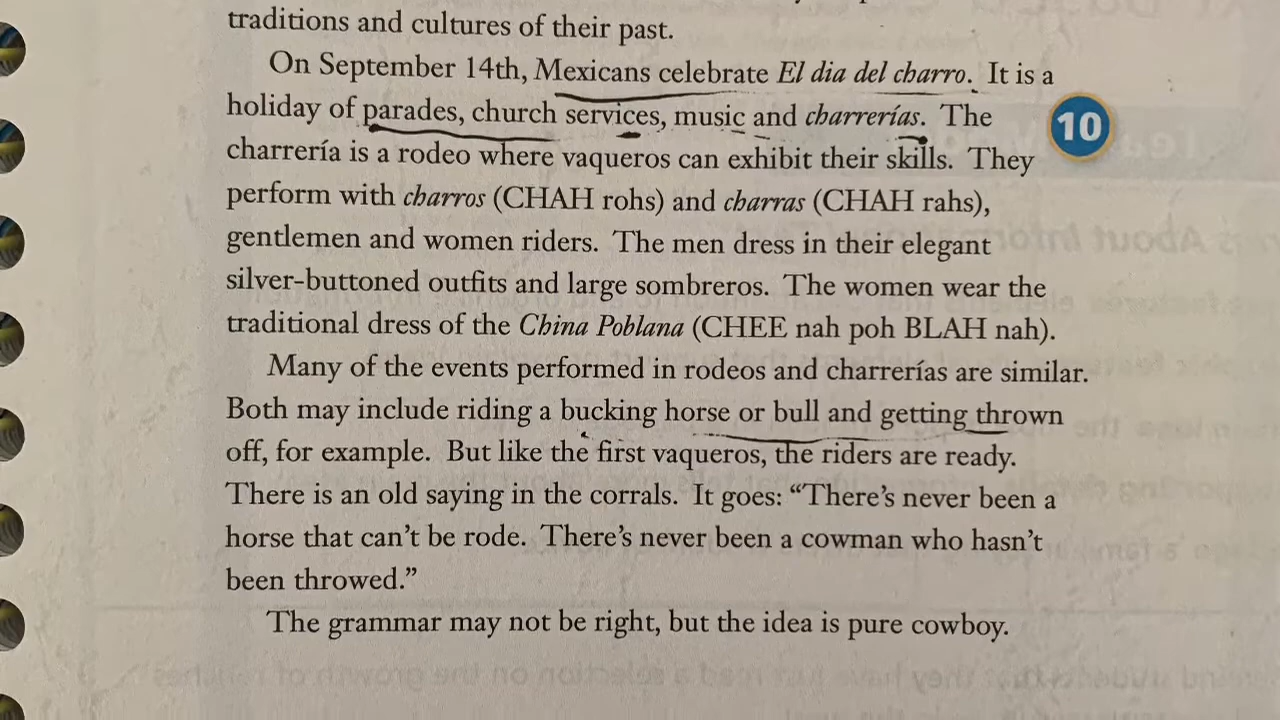 traditions and cultures of their past.
On September 14th, Mexicans celebrate El dia del charro. It is a
holiday of parades, church services, music and charrerías. The
10
charrería is a rodeo where vaqueros can exhibit their skills. They
perform with charros (CHAH rohs) and charras (CHAH rahs),
gentlemen and women riders. The men dress in their elegant
silver-buttoned outfits and large sombreros. The women wear the
traditional dress of the China Poblana (CHEE nah poh BLAH nah).
Many of the events performed in rodeos and charrerías are similar.
Both may include riding a bucking horse or bull and getting thrown
off, for example. But like the first vaqueros, the riders are ready.
There is an old saying in the corrals. It goes: “There’s never been a
horse that can’t be rode. There’s never been a cowman who hasn’t
been throwed.”
The grammar may not be right, but the idea is pure cowboy.